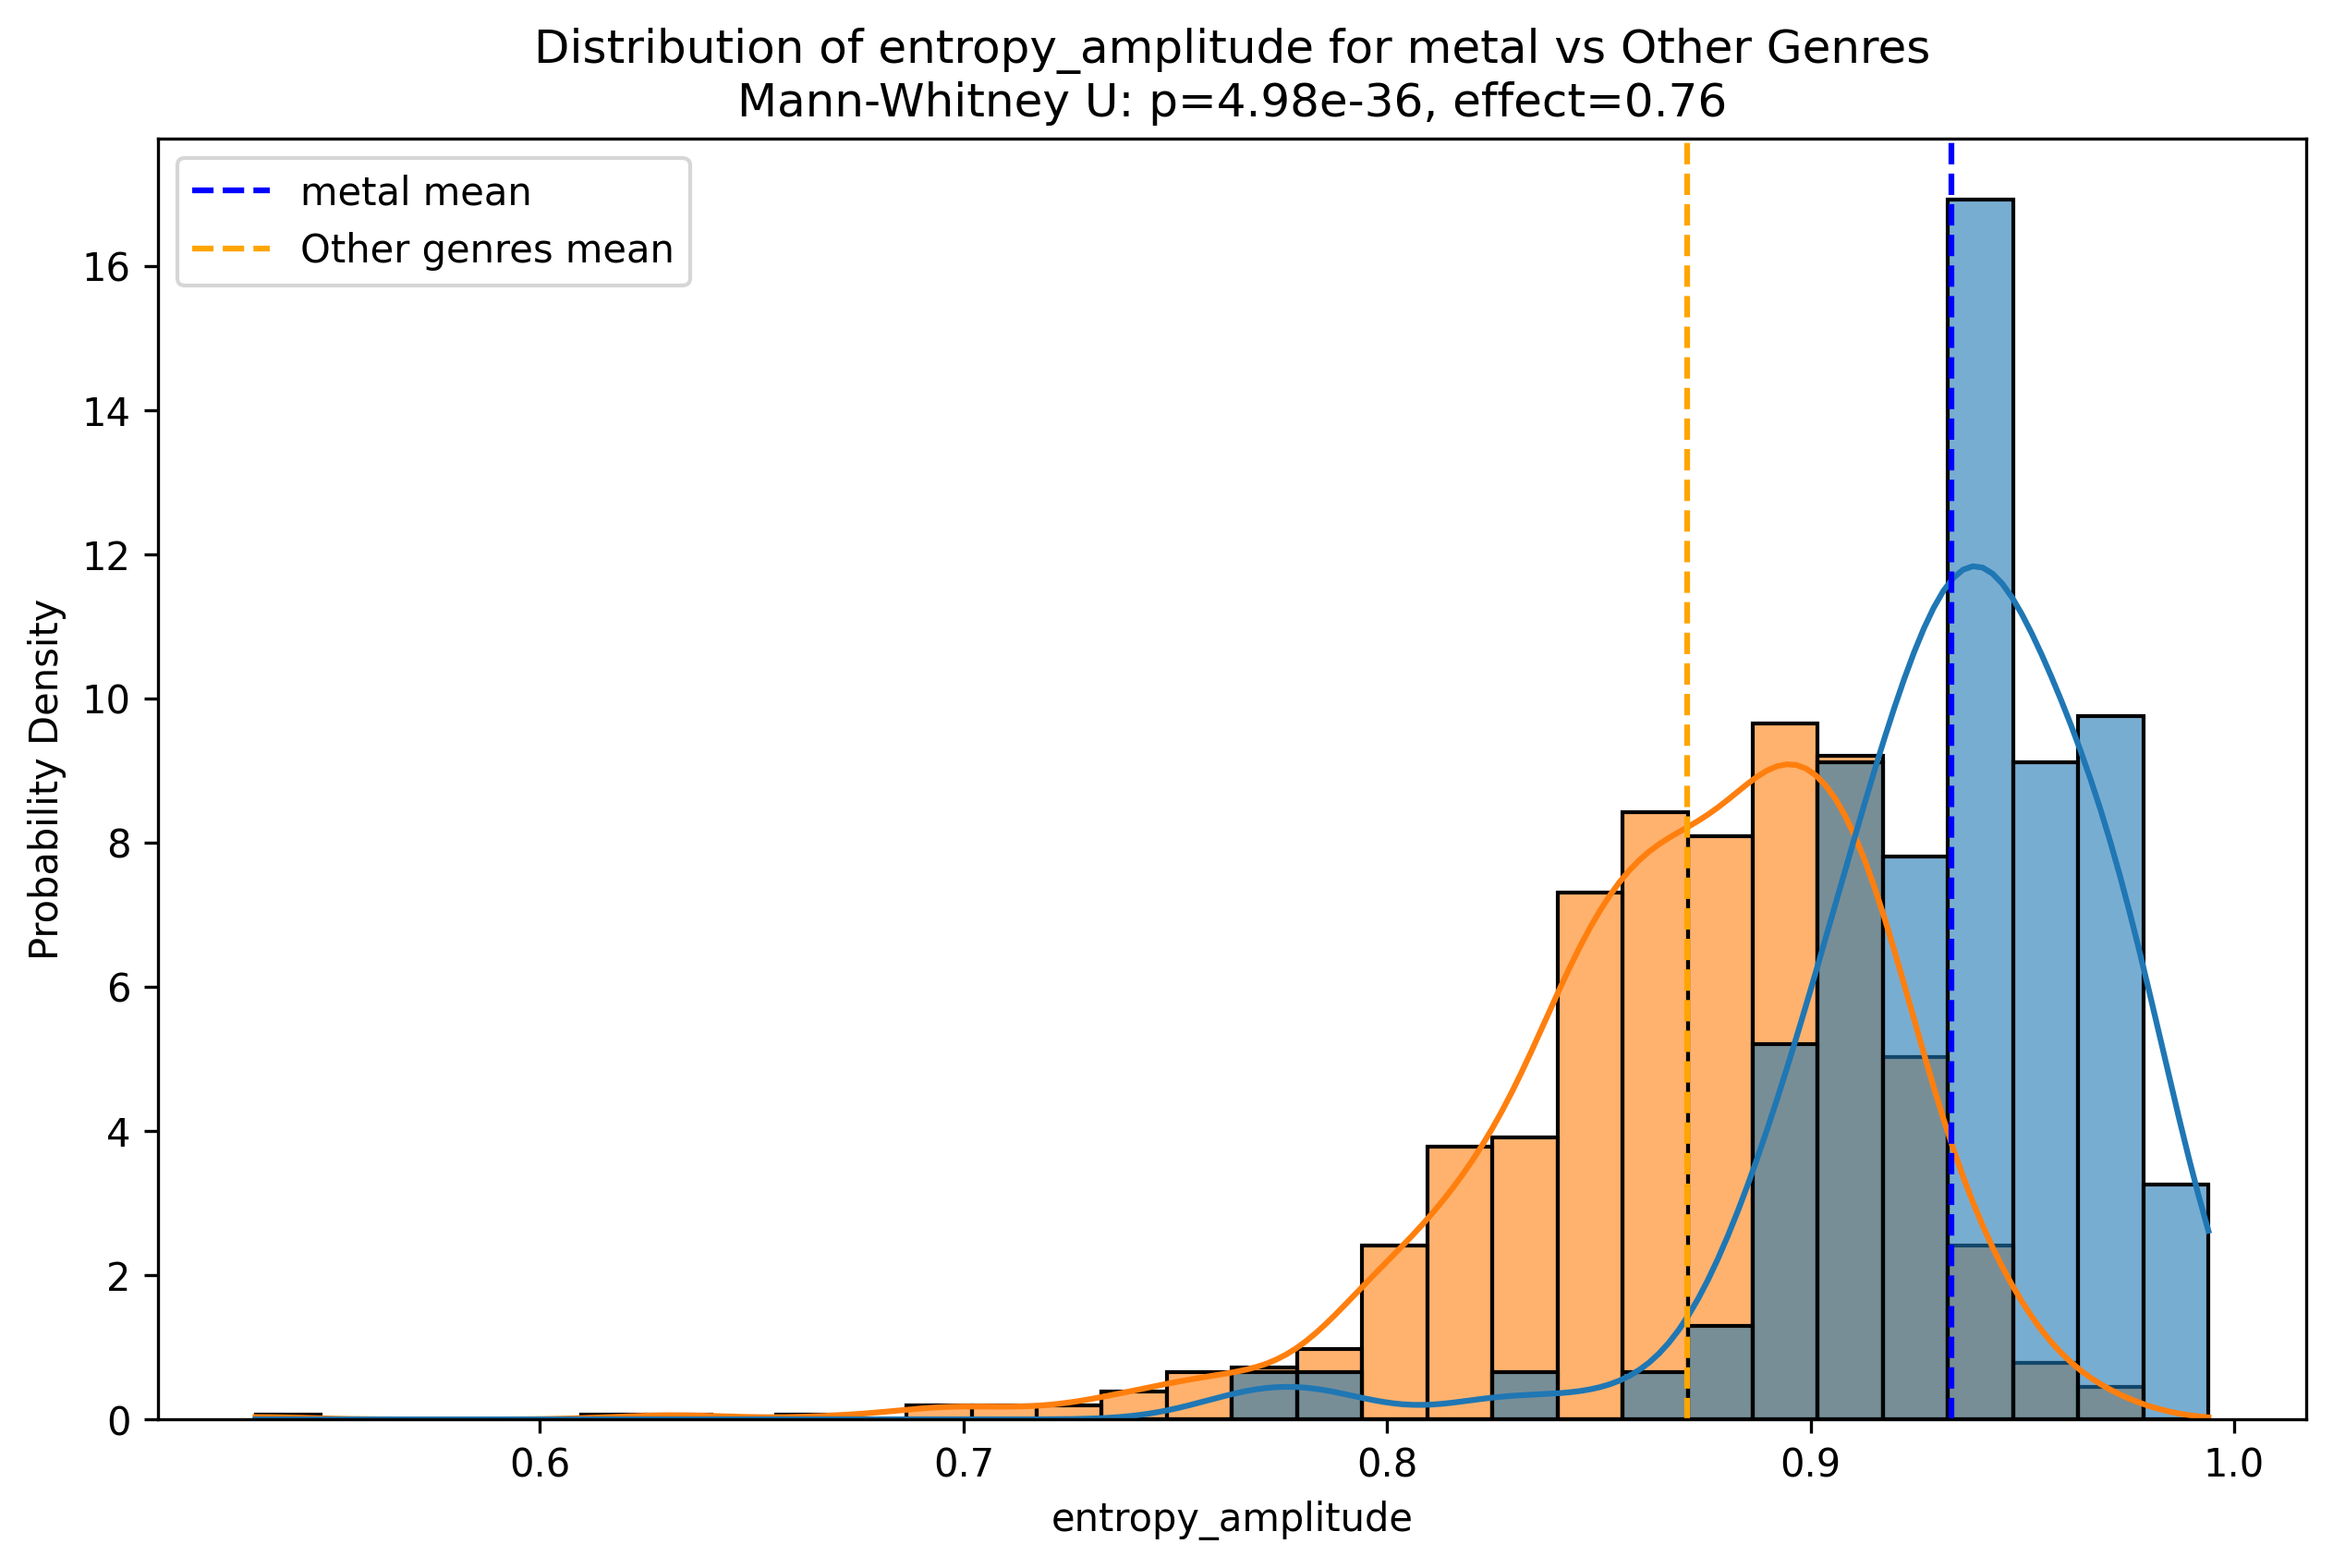 Distribution of entropy_amplitude for metal vs Other Genres
Mann-Whitney U: p=4.98e-36, effect=0.76
metal mean
Other genres mean
Probability Density
16
14
12
10
8
6
4
2
0
0.6
0.7
0.8
0.9
1.0
entropy_amplitude